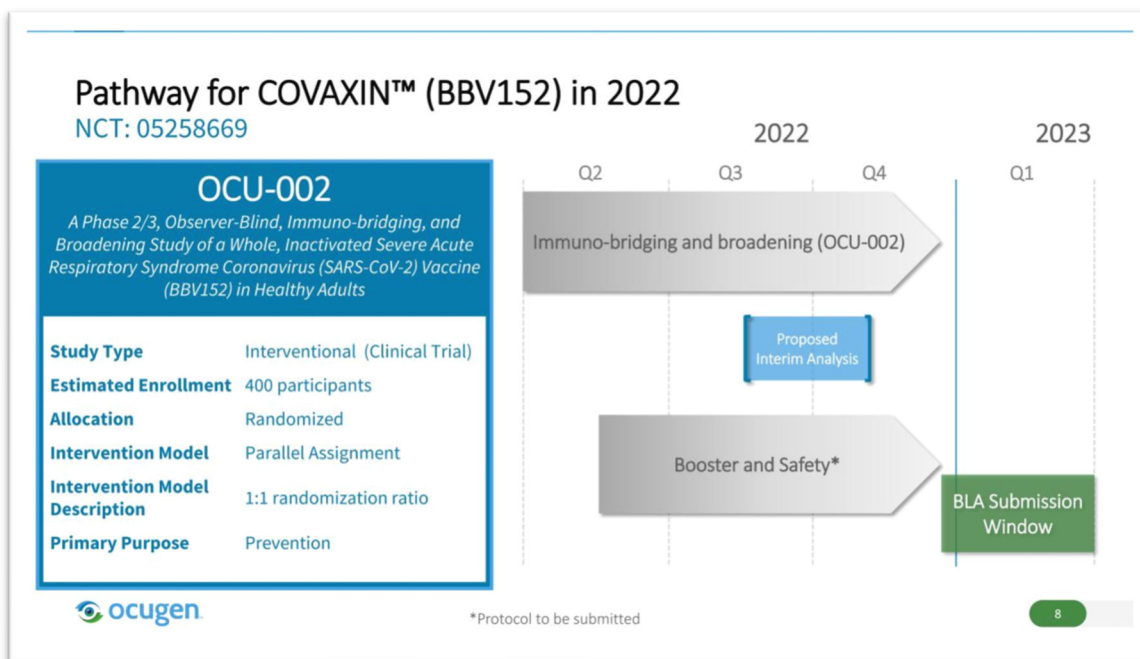 Pathway for COVAXIN™ (BBV152) in 2022
NCT: 05258669
OCU-002
A Phase 2/3, Observer-Blind, Immuno-bridging, and
Broadening Study of a Whole, Inactivated Severe Acute
Respiratory Syndrome Coronavirus (SARS-CoV-2) Vaccine
(BBV152) in Healthy Adults
Study Type Interventional (Clinical Trial)
Estimated Enrollment 400 participants
Allocation Randomized
Intervention Model Parallel Assignment
Intervention Model
Description 1:1 randomization ratio
Primary Purpose Prevention
2022 2023
Q2 Q3 Q4 Q1
Immuno-bridging and broadening (OCU-002)
Proposed
Interim Analysis
Booster and Safety*
BLA Submission
Window
ocugen
*Protocol to be submitted
8